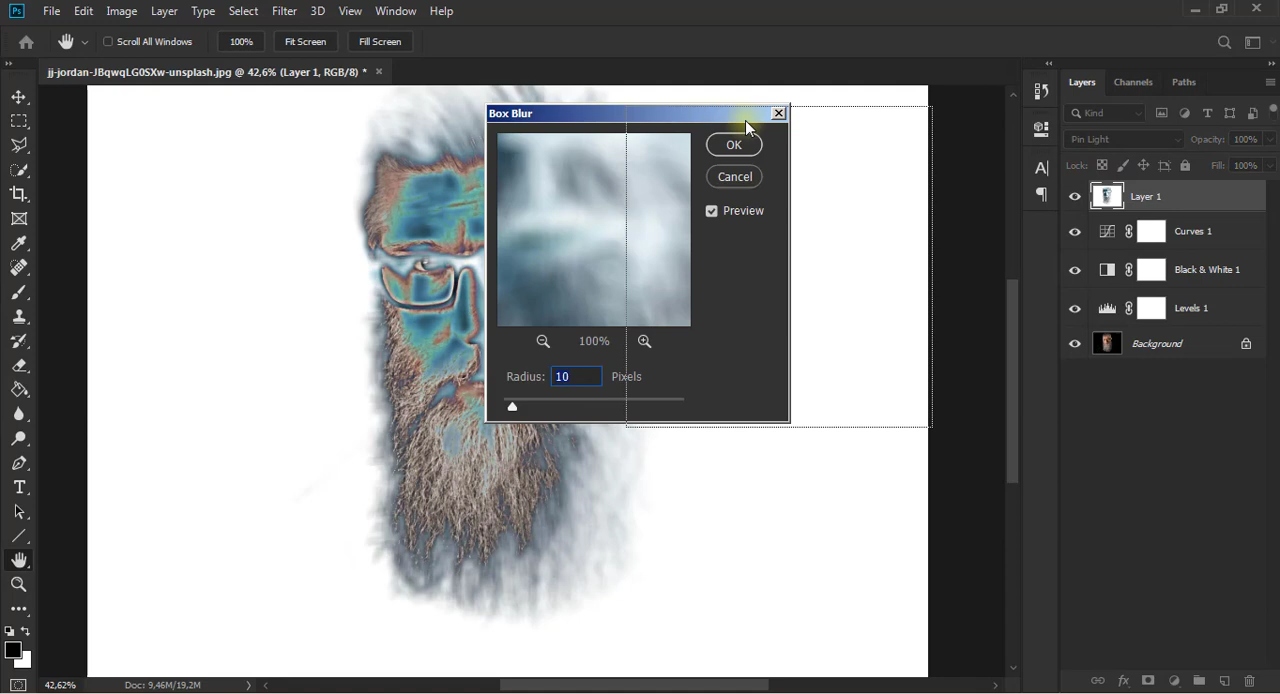 Ps File Edit Image Layer Type Select Filter 3D View Window Help
Scroll All Windows 100% Fit Screen Fill Screen
jj-jordan-JBqwqLG0SXw-unsplash.jpg @ 42,6% (Layer 1, RGB/8) *
Box Blur
OK
Cancel
Preview
100%
Radius: 10 Pixels
Layers Channels Paths
Kind
Pin Light Opacity: 100%
Lock: Fill: 100%
Layer 1
Curves 1
Black & White 1
Levels 1
Background
42,62% Doc: 9,46M/19,2M